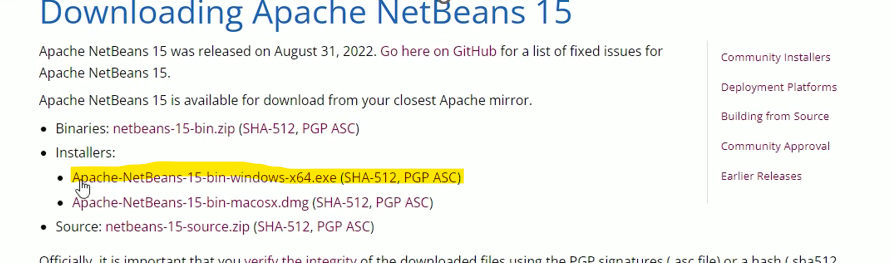 Downloading Apache NetBeans 15
Apache NetBeans 15 was released on August 31, 2022. Go here on GitHub for a list of fixed issues for
Apache NetBeans 15.
Apache NetBeans 15 is available for download from your closest Apache mirror.
• Binaries: netbeans-15-bin.zip (SHA-512, PGP ASC)
• Installers:
• Apache-NetBeans-15-bin-windows-x64.exe (SHA-512, PGP ASC)
• Apache-NetBeans-15-bin-macosx.dmg (SHA-512, PGP ASC)
• Source: netbeans-15-source.zip (SHA-512, PGP ASC)
Officially, it is important that you verify the integrity of the downloaded files using the PGP signatures (.asc file) or a hash (.sha512
Community Installers
Deployment Platforms
Building from Source
Community Approval
Earlier Releases